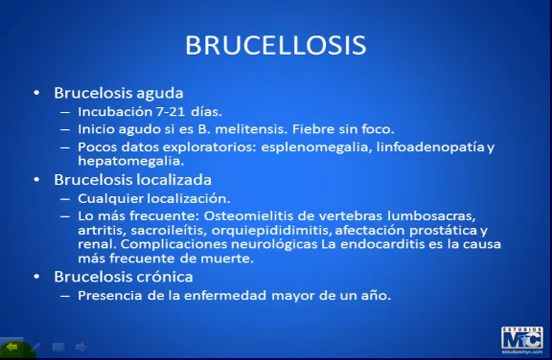 BRUCELLOSIS
• Brucelosis aguda
– Incubación 7-21 días.
– Inicio agudo si es B. melitensis. Fiebre sin foco.
– Pocos datos exploratorios: esplenomegalia, linfoadenopatía y
hepatomegalia.
• Brucelosis localizada
– Cualquier localización.
– Lo más frecuente: Osteomielitis de vertebras lumbosacras,
artritis, sacroileítis, orquiepididimitis, afectación prostática y
renal. Complicaciones neurológicas La endocarditis es la causa
más frecuente de muerte.
• Brucelosis crónica
– Presencia de la enfermedad mayor de un año.
ESTUDIOS
MyC
estudiosmyc.com